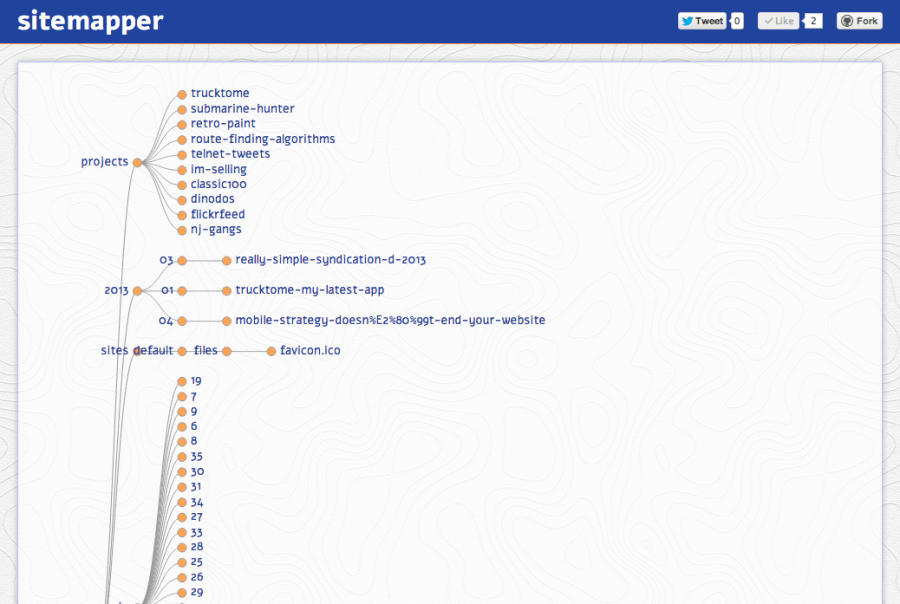 sitemapper
Tweet 0 Like 2 Fork
trucktome
submarine-hunter
retro-paint
route-finding-algorithms
telnet-tweets
projects
im-selling
classic100
dinodos
flickrfeed
nj-gangs
03 really-simple-syndication-d-2013
2013 01 trucktome-my-latest-app
04 mobile-strategy-doesn%E2%80%99t-end-your-website
sites default files favicon.ico
19
7
9
6
8
35
30
31
34
27
33
28
25
26
29